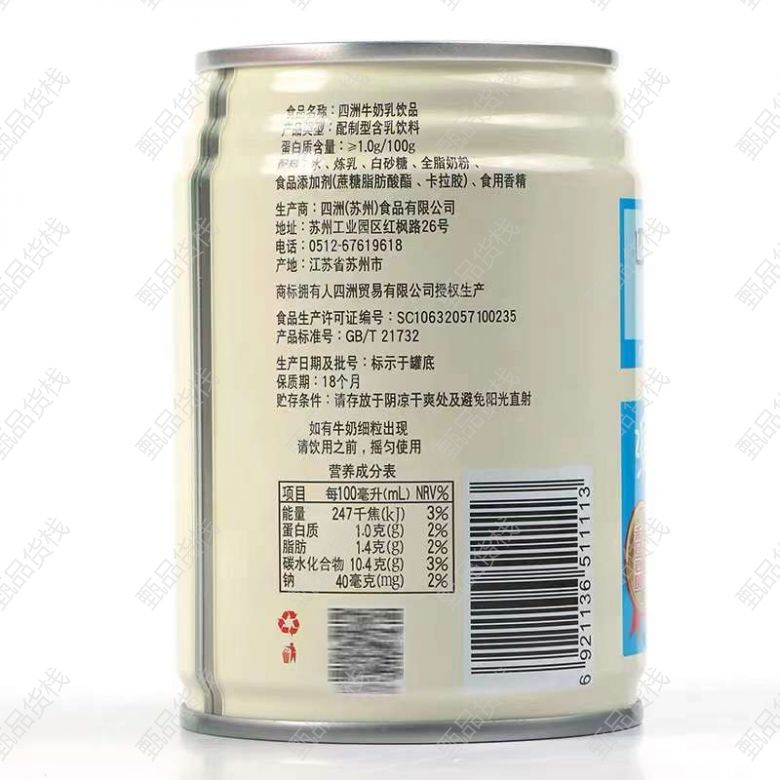 食品名称：四洲牛奶乳饮品
产品类型：配制型含乳饮料
蛋白质含量：≥1.0g/100g
配料：水、炼乳、白砂糖、全脂奶粉、
食品添加剂(蔗糖脂肪酸酯、卡拉胶)、食用香精
生产商：四洲(苏州)食品有限公司
地址：苏州工业园区红枫路26号
电话：0512-67619618
产地：江苏省苏州市
商标拥有人四洲贸易有限公司授权生产
食品生产许可证编号：SC10632057100235
产品标准号：GB/T 21732
生产日期及批号：标示于罐底
保质期：18个月
贮存条件：请存放于阴凉干爽处及避免阳光直射
如有牛奶细粒出现
请饮用之前，摇匀使用
营养成分表
项目 每100毫升(mL) NRV%
能量 247千焦(kJ) 3%
蛋白质 1.0克(g) 2%
脂肪 1.4克(g) 2%
碳水化合物 10.4克(g) 3%
钠 40毫克(mg) 2%
6 921136 511113
甄品货栈